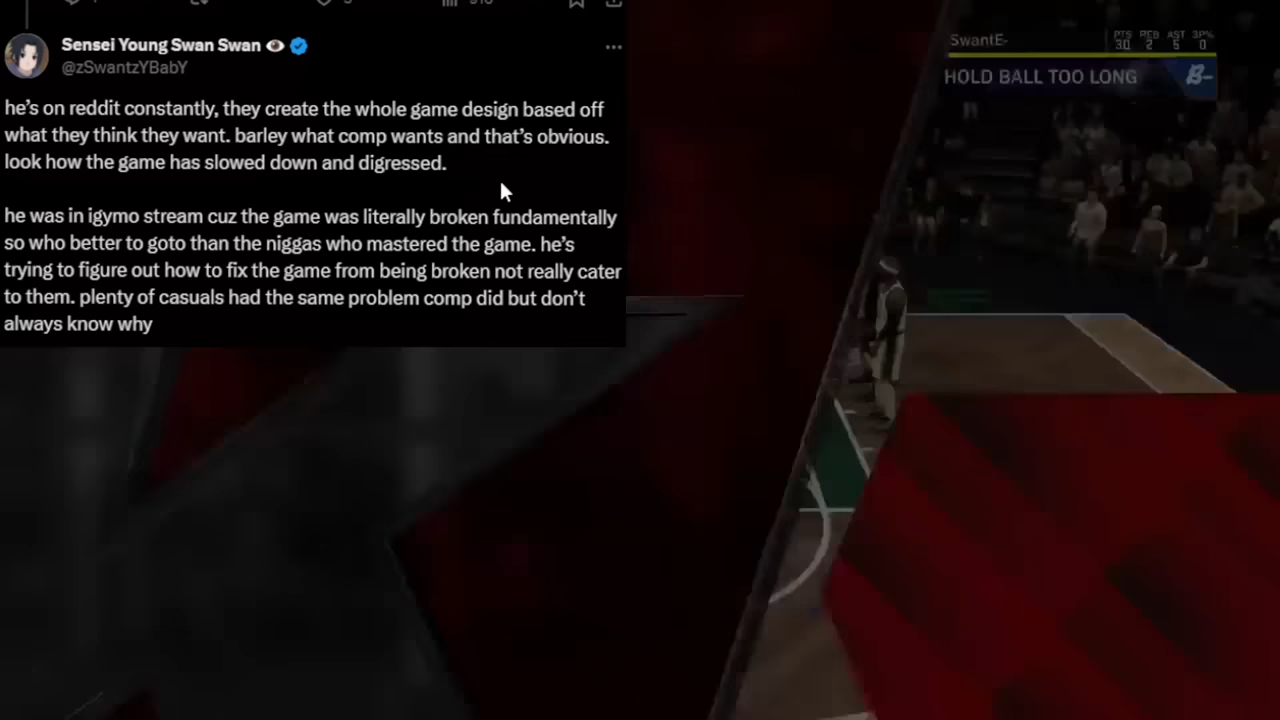 Sensei Young Swan Swan
@zSwantzYBabY
he's on reddit constantly, they create the whole game design based off
what they think they want. barley what comp wants and that's obvious.
look how the game has slowed down and digressed.
he was in igymo stream cuz the game was literally broken fundamentally
so who better to goto than the niggas who mastered the game. he's
trying to figure out how to fix the game from being broken not really cater
to them. plenty of casuals had the same problem comp did but don't
always know why
SwantE-
PTS REB AST 3P%
30 2 5 0
HOLD BALL TOO LONG
B-